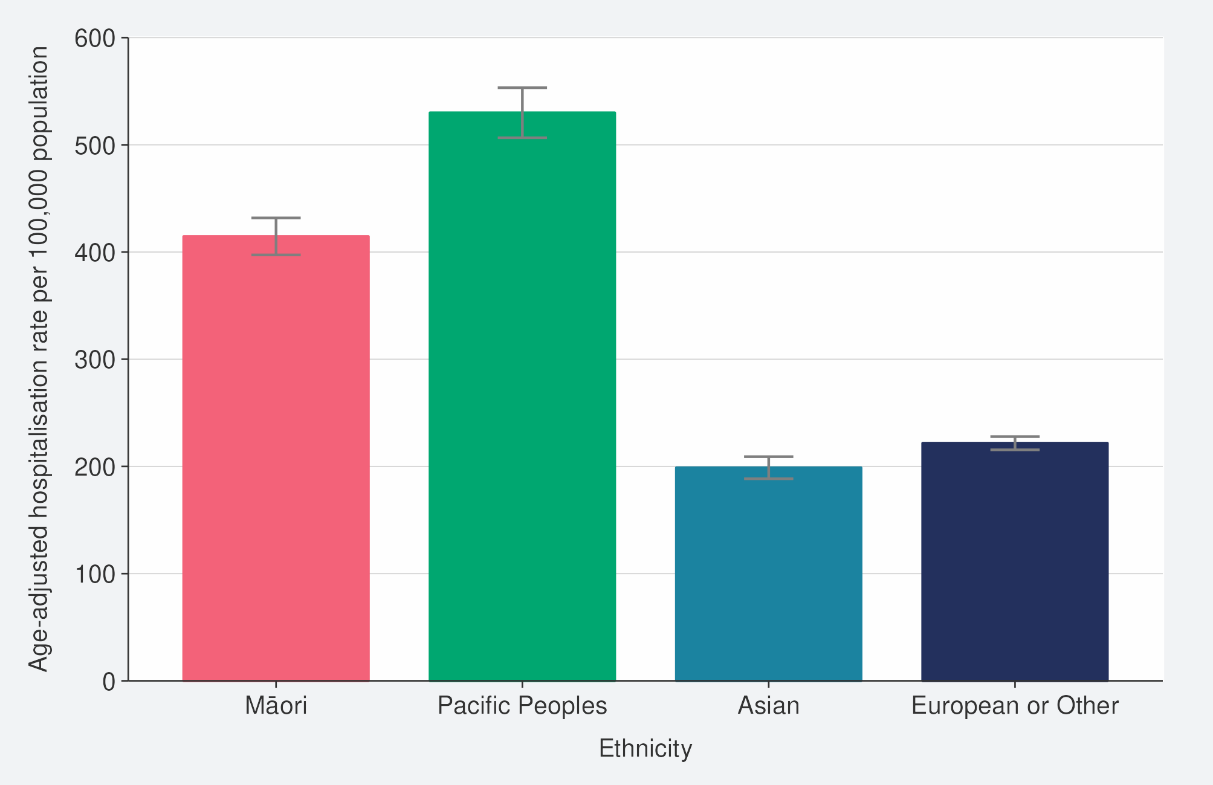 Age-adjusted hospitalisation rate per 100,000 population
600
500
400
300
200
100
0
Māori
Pacific Peoples
Asian
European or Other
Ethnicity